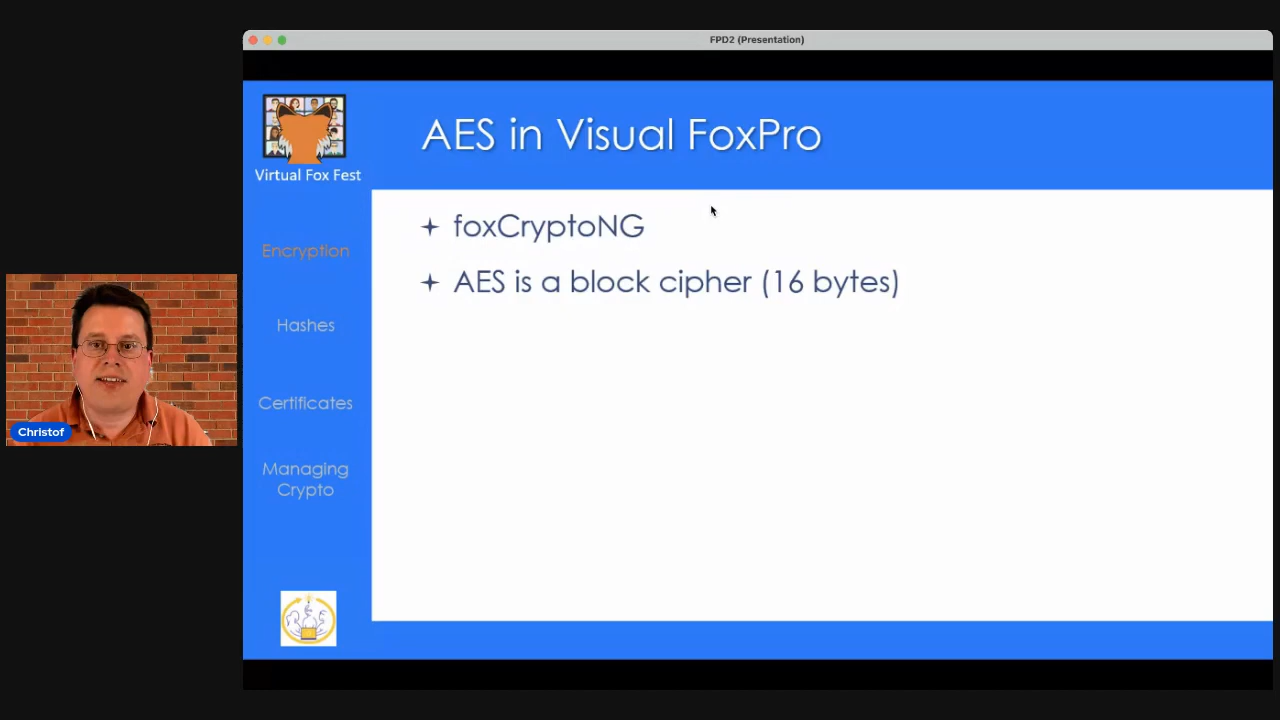 FPD2 (Presentation)
AES in Visual FoxPro
Virtual Fox Fest
foxCryptoNG
AES is a block cipher (16 bytes)
Encryption
Hashes
Certificates
Managing
Crypto
Christof